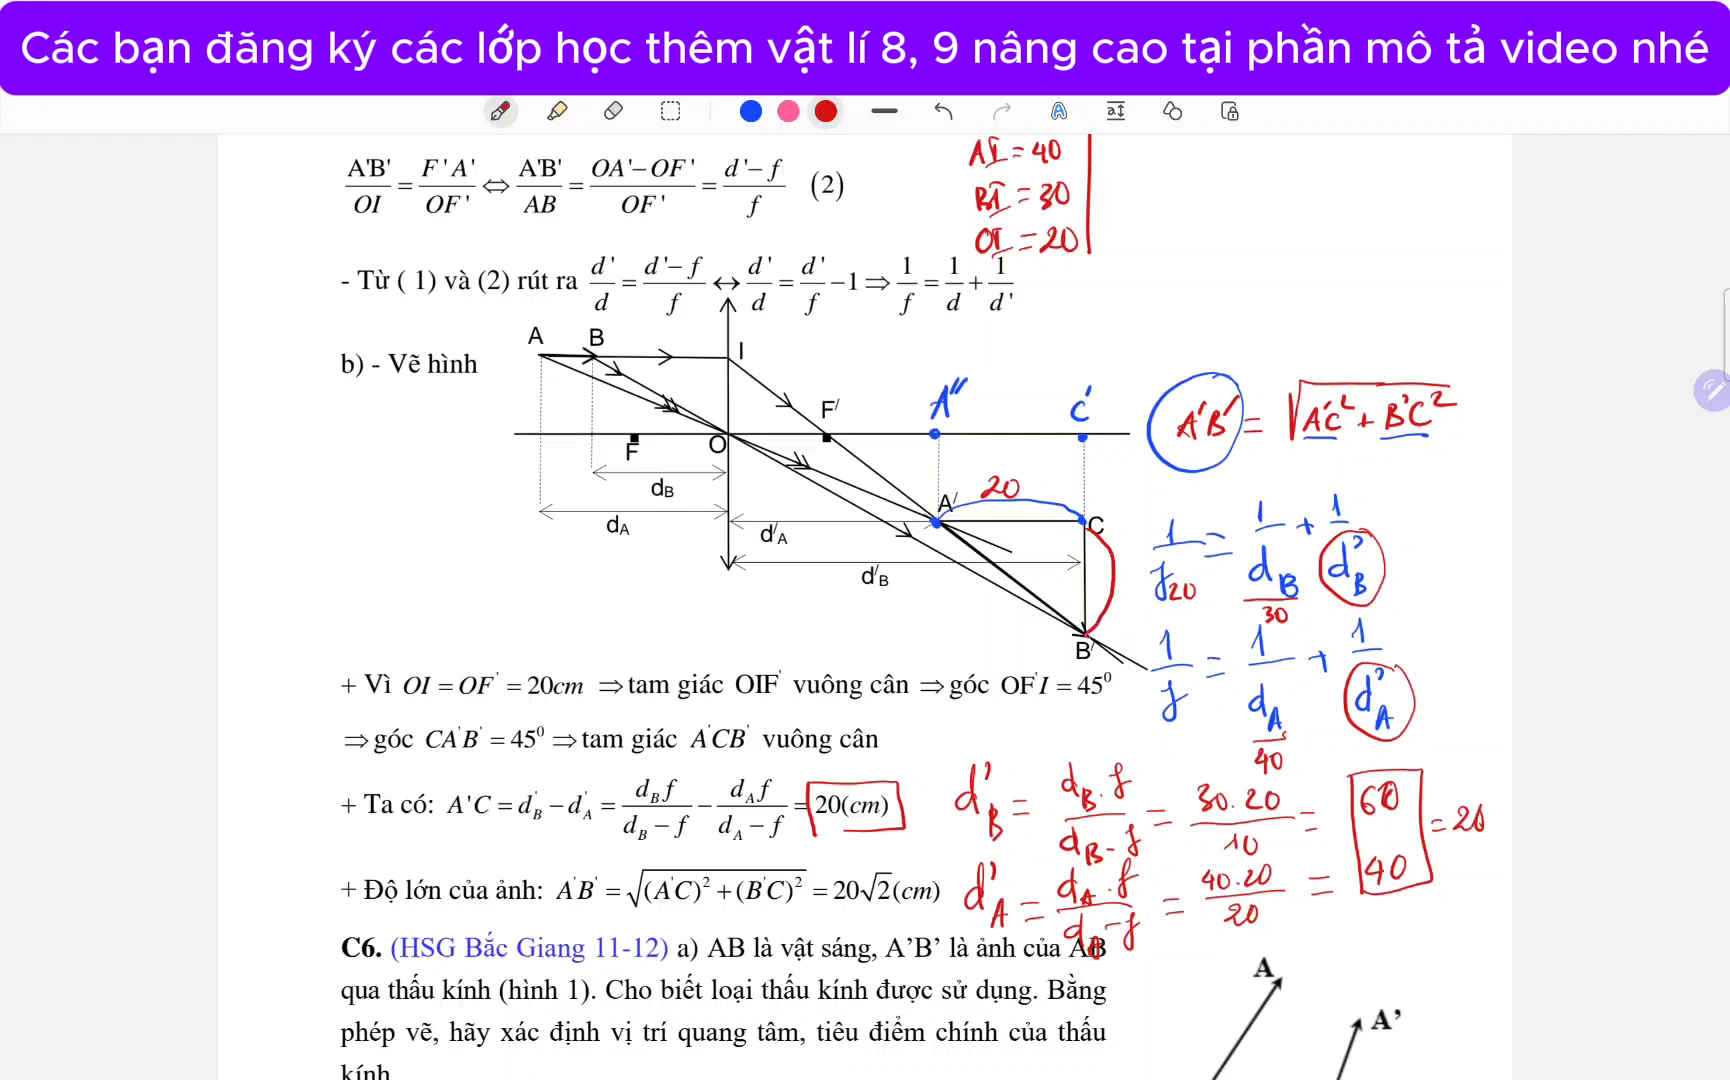 Các bạn đăng ký các lớp học thêm vật lí 8, 9 nâng cao tại phần mô tả video nhé
A'B'/OI = F'A'/OF' ⇔ A'B'/AB = (OA'−OF')/OF' = (d'−f)/f (2)
AI = 40
BI = 30
OI = 20
- Từ ( 1) và (2) rút ra d'/d = (d'−f)/f ↔ d'/d = d'/f −1 ⇒ 1/f = 1/d + 1/d'
b) - Vẽ hình
A B I
F O F/ A" C'
dB
dA
d/A
d/B
A/ 20 C
B/
A'B' = √(A'C² + B'C²)
1/f = 1/dB + 1/d'B
20 30
1/f = 1/dA + 1/d'A
40
+ Vì OI = OF' = 20cm ⇒ tam giác OIF' vuông cân ⇒ góc OF'I = 45⁰
⇒ góc CA'B' = 45⁰ ⇒ tam giác A'CB' vuông cân
+ Ta có: A'C = d'B − d'A = dBf/(dB − f) − dAf/(dA − f) = 20(cm)
d'B = dB.f/(dB-f) = 30.20/10 = 60
= 20
d'A = dA.f/(dA-f) = 40.20/20 = 40
+ Độ lớn của ảnh: A'B' = √((A'C)² + (B'C)²) = 20√2(cm)
C6. (HSG Bắc Giang 11-12) a) AB là vật sáng, A’B’ là ảnh của AB
qua thấu kính (hình 1). Cho biết loại thấu kính được sử dụng. Bằng
phép vẽ, hãy xác định vị trí quang tâm, tiêu điểm chính của thấu
kính
A
A’